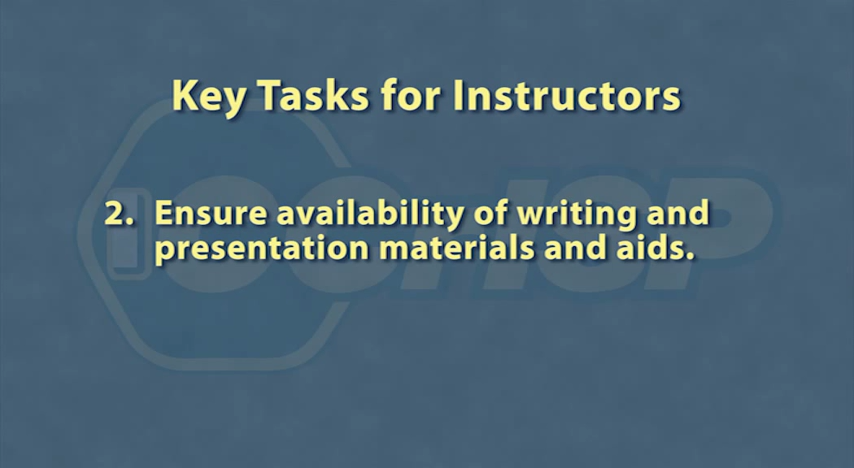 Key Tasks for Instructors
2. Ensure availability of writing and
presentation materials and aids.